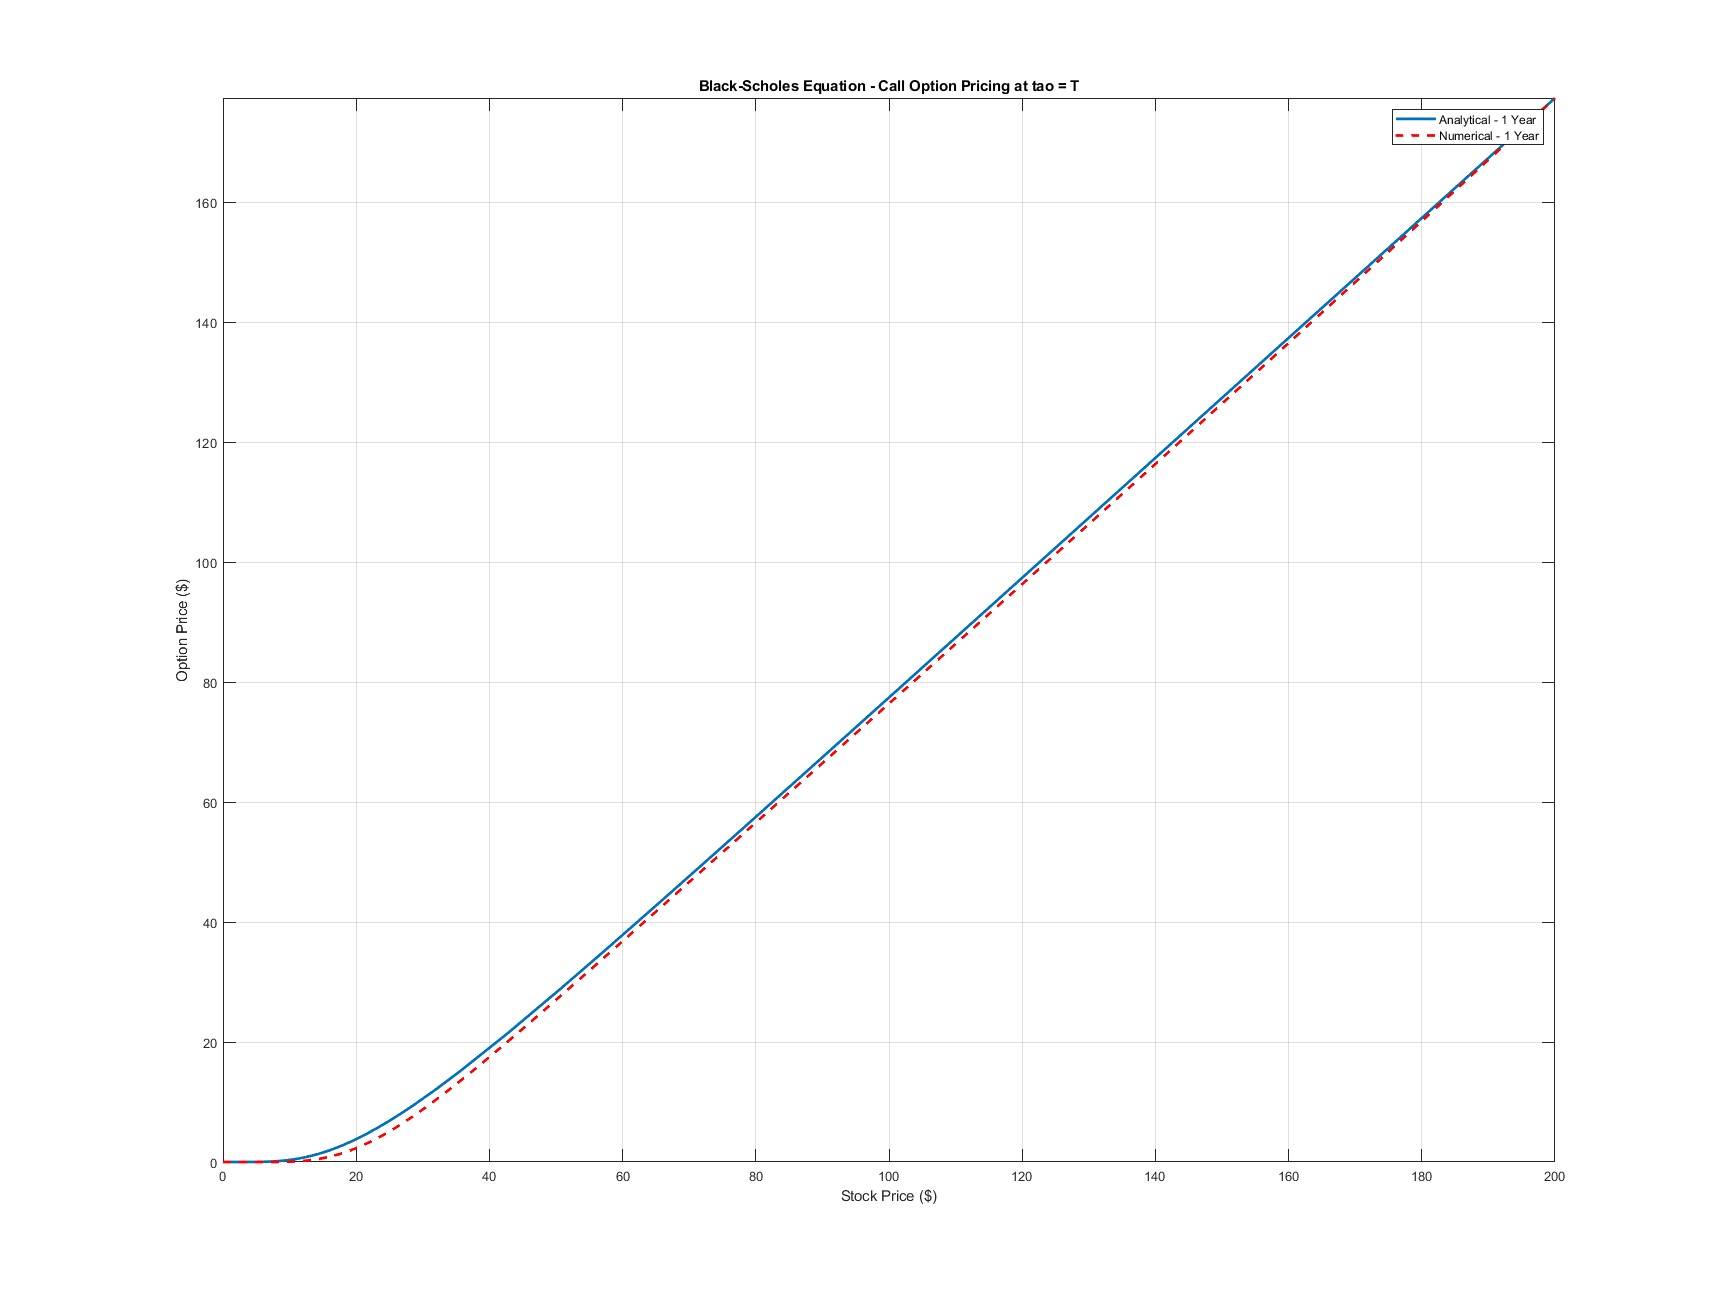 Black-Scholes Equation - Call Option Pricing at tao = T
Analytical - 1 Year
Numerical - 1 Year
160
140
120
100
80
60
40
20
0
Option Price ($)
0 20 40 60 80 100 120 140 160 180 200
Stock Price ($)